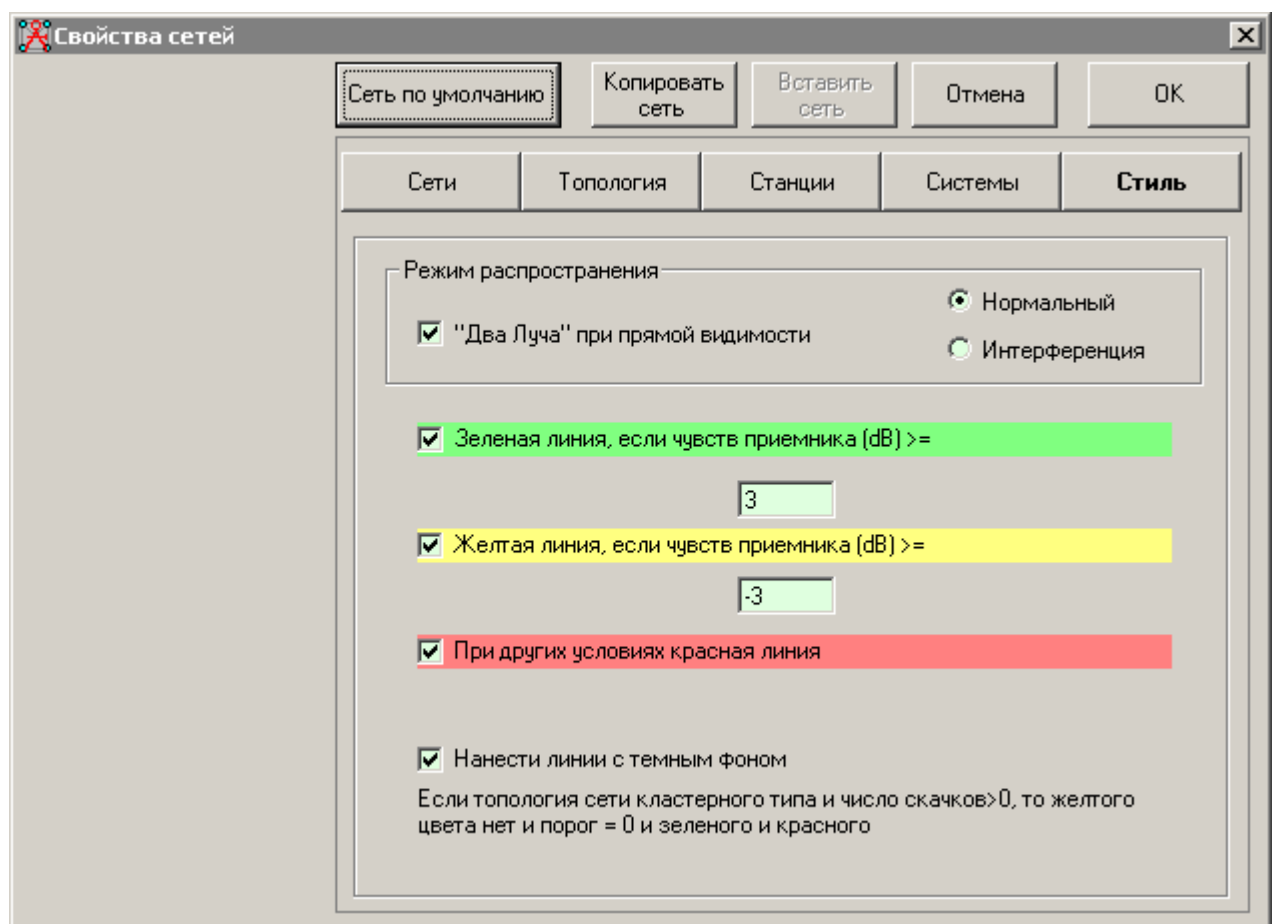 Свойства сетей
Сеть по умолчанию
Копировать
сеть
Вставить
сеть
Отмена
OK
Сети
Топология
Станции
Системы
Стиль
Режим распространения
"Два Луча" при прямой видимости
Нормальный
Интерференция
Зеленая линия, если чувств приемника (dB) >=
3
Желтая линия, если чувств приемника (dB) >=
-3
При других условиях красная линия
Нанести линии с темным фоном
Если топология сети кластерного типа и число скачков>0, то желтого
цвета нет и порог = 0 и зеленого и красного